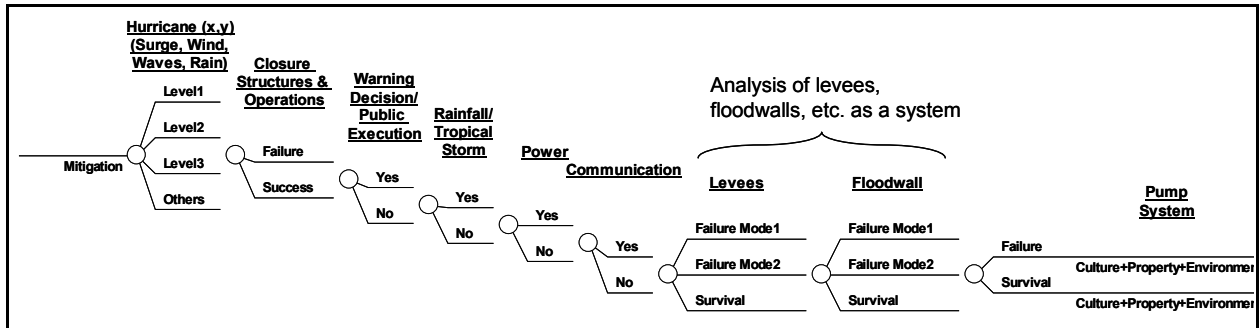 Hurricane (x,y)
(Surge, Wind,
Waves, Rain)
Closure
Structures &
Operations
Warning
Decision/
Public
Execution
Rainfall/
Tropical
Storm
Power
Communication
Analysis of levees,
floodwalls, etc. as a system
Levees
Floodwall
Pump
System
Mitigation
Level1
Level2
Level3
Others
Failure
Success
Yes
No
Yes
No
Yes
No
Yes
No
Failure Mode1
Failure Mode2
Survival
Failure Mode1
Failure Mode2
Survival
Failure
Culture+Property+Environmer
Survival
Culture+Property+Environmer